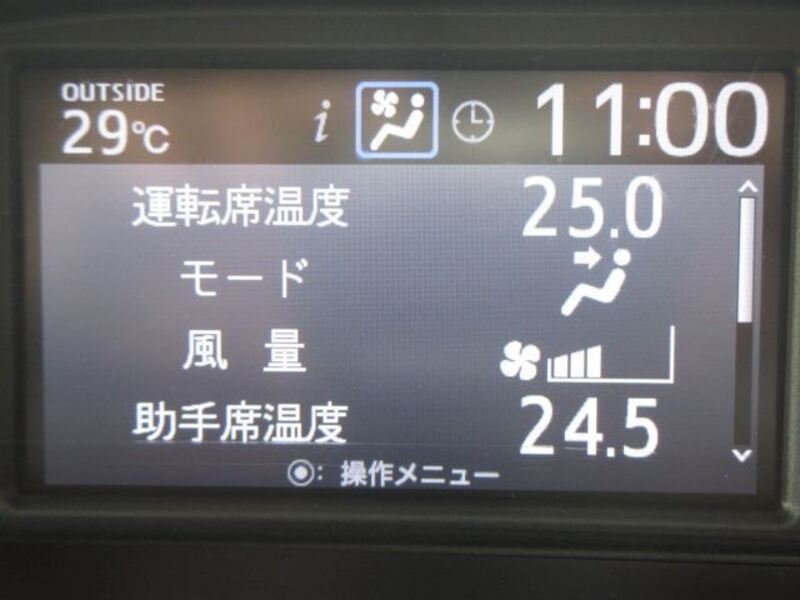 OUTSIDE
29℃ i 11:00
運転席温度 25.0
モード
風 量
助手席温度 24.5
◉: 操作メニュー